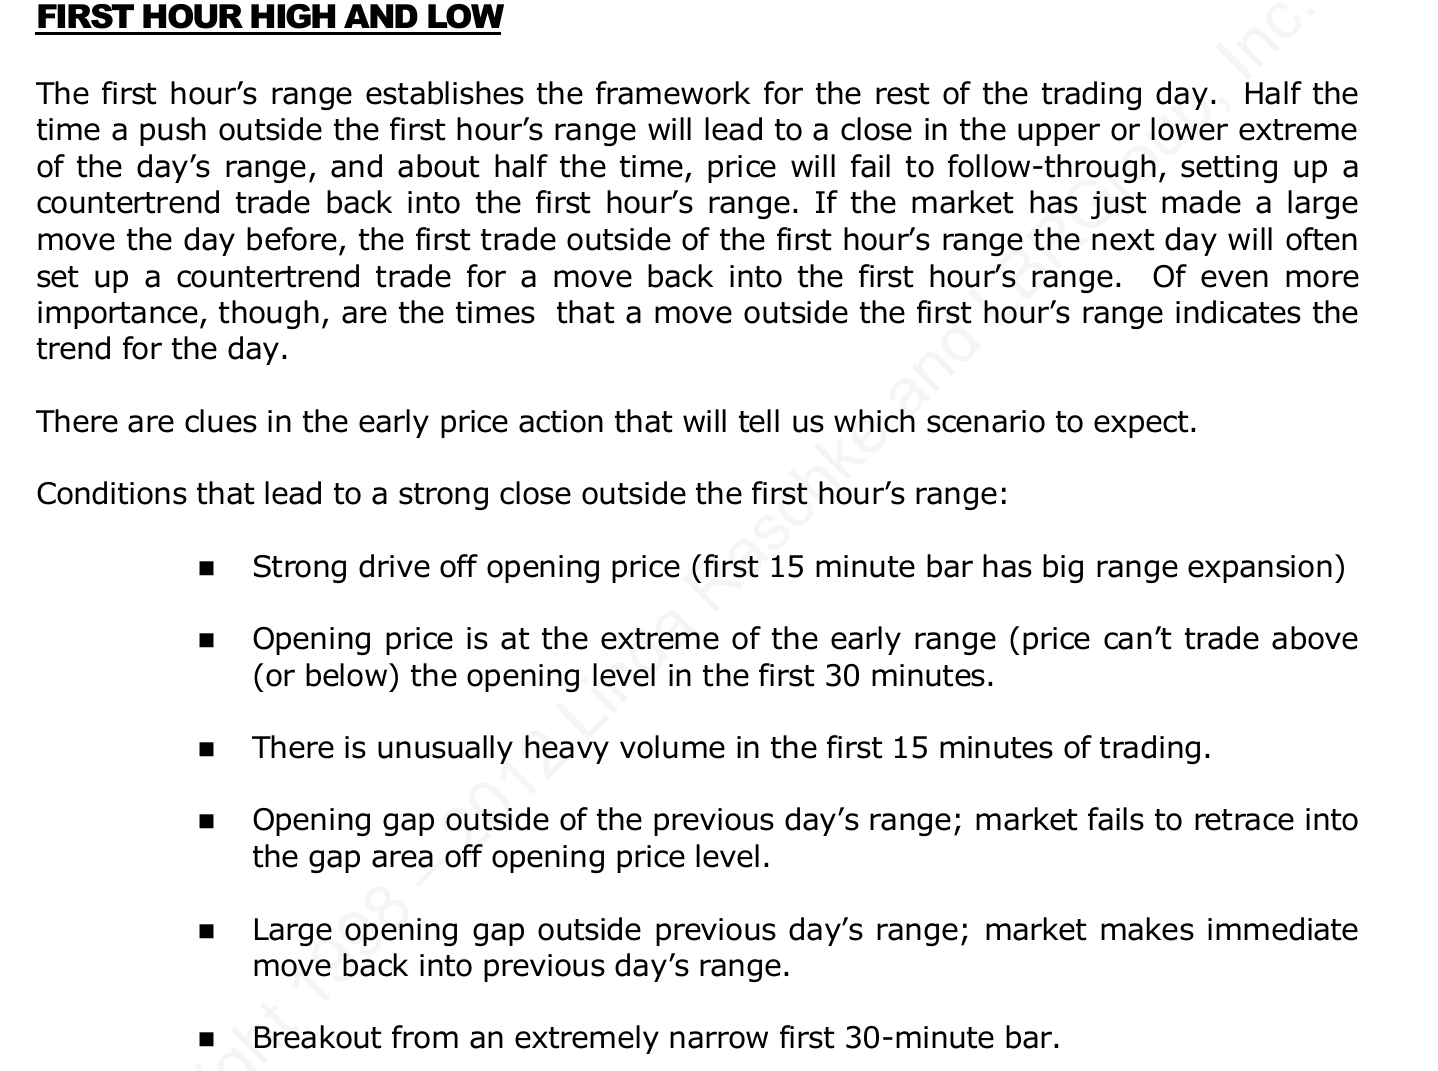 FIRST HOUR HIGH AND LOW
The first hour’s range establishes the framework for the rest of the trading day.  Half the
time a push outside the first hour’s range will lead to a close in the upper or lower extreme
of the day’s range, and about half the time, price will fail to follow-through, setting up a
countertrend trade back into the first hour’s range. If the market has just made a large
move the day before, the first trade outside of the first hour’s range the next day will often
set up a countertrend trade for a move back into the first hour’s range.  Of even more
importance, though, are the times  that a move outside the first hour’s range indicates the
trend for the day.
There are clues in the early price action that will tell us which scenario to expect.
Conditions that lead to a strong close outside the first hour’s range:
▪ Strong drive off opening price (first 15 minute bar has big range expansion)
▪ Opening price is at the extreme of the early range (price can’t trade above
(or below) the opening level in the first 30 minutes.
▪ There is unusually heavy volume in the first 15 minutes of trading.
▪ Opening gap outside of the previous day’s range; market fails to retrace into
the gap area off opening price level.
▪ Large opening gap outside previous day’s range; market makes immediate
move back into previous day’s range.
▪ Breakout from an extremely narrow first 30-minute bar.
ight 1998 – 2012 Linda Raschke and LBRGroup, Inc.